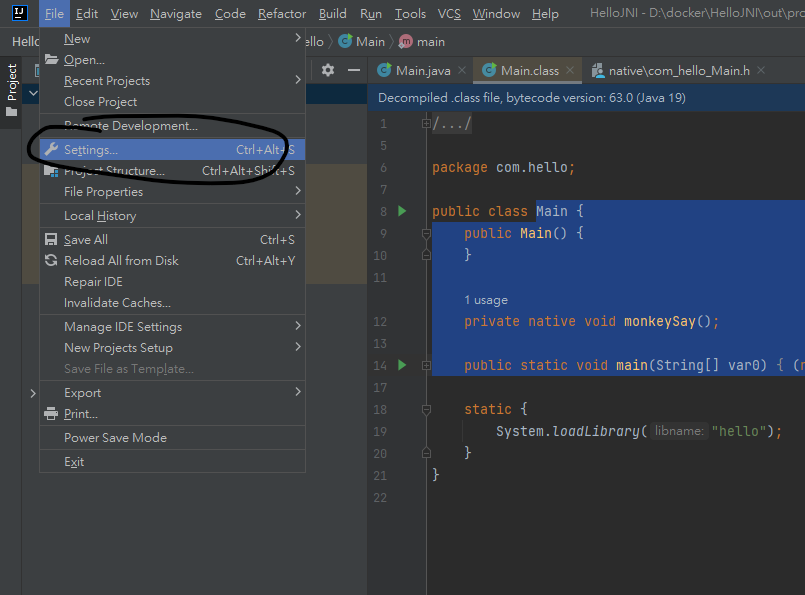 IJ File Edit View Navigate Code Refactor Build Run Tools VCS Window Help HelloJNI - D:\docker\HelloJNI\out\pro
Hello
ello Main main
Project
New
Open...
Recent Projects
Close Project
Remote Development...
Settings... Ctrl+Alt+S
Project Structure... Ctrl+Alt+Shift+S
File Properties
Local History
Save All Ctrl+S
Reload All from Disk Ctrl+Alt+Y
Repair IDE
Invalidate Caches...
Manage IDE Settings
New Projects Setup
Save File as Template...
Export
Print...
Power Save Mode
Exit
Main.java Main.class native\com_hello_Main.h
Decompiled .class file, bytecode version: 63.0 (Java 19)
1 /.../
5
6 package com.hello;
7
8 public class Main {
9 public Main() {
10 }
11
1 usage
12 private native void monkeySay();
13
14 public static void main(String[] var0) { (n
17
18 static {
19 System.loadLibrary( libname: "hello");
20 }
21 }
22